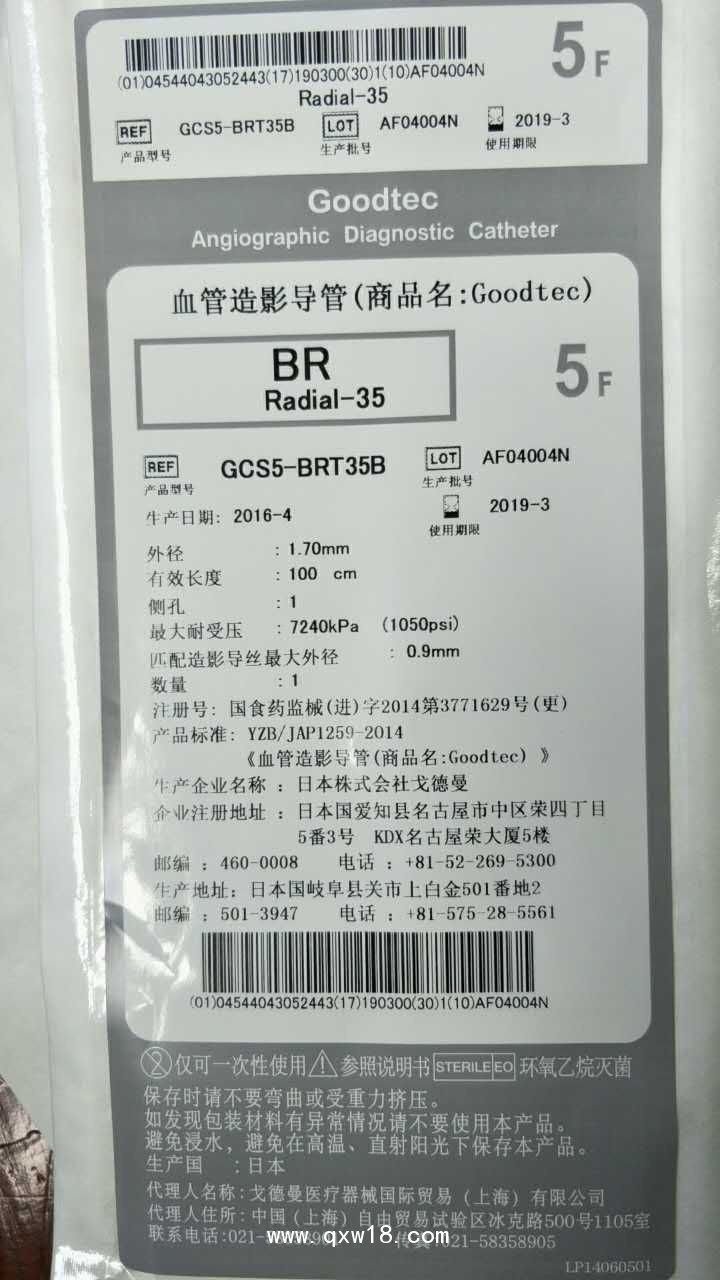 (01)04544043052443(17)190300(30)1(10)AF04004N
5F
Radial-35
REF GCS5-BRT35B LOT AF04004N 2019-3
产品型号 生产批号 使用期限
Goodtec
Angiographic Diagnostic Catheter
血管造影导管(商品名:Goodtec)
BR
Radial-35
5F
REF GCS5-BRT35B LOT AF04004N
产品型号 生产批号
生产日期: 2016-4 2019-3
使用期限
外径 : 1.70mm
有效长度 : 100 cm
侧孔 : 1
最大耐受压 : 7240kPa (1050psi)
匹配造影导丝最大外径 : 0.9mm
数量 : 1
注册号: 国食药监械(进)字2014第3771629号(更)
产品标准: YZB/JAP1259-2014
《血管造影导管(商品名:Goodtec) 》
生产企业名称 : 日本株式会社戈德曼
企业注册地址 : 日本国爱知县名古屋市中区荣四丁目
5番3号 KDX名古屋荣大厦5楼
邮编 : 460-0008 电话 : +81-52-269-5300
生产地址: 日本国岐阜县关市上白金501番地2
邮编 : 501-3947 电话 : +81-575-28-5561
(01)04544043052443(17)190300(30)1(10)AF04004N
2 仅可一次性使用 参照说明书 STERILE EO 环氧乙烷灭菌
保存时请不要弯曲或受重力挤压。
如发现包装材料有异常情况请不要使用本产品。
避免浸水，避免在高温、直射阳光下保存本产品。
生产国 : 日本
代理人名称: 戈德曼医疗器械国际贸易（上海）有限公司
代理人住所: 中国（上海）自由贸易试验区冰克路500号1105室
联系电话:021- 传真 021-58358905
www.qxw18.com
LP14060501